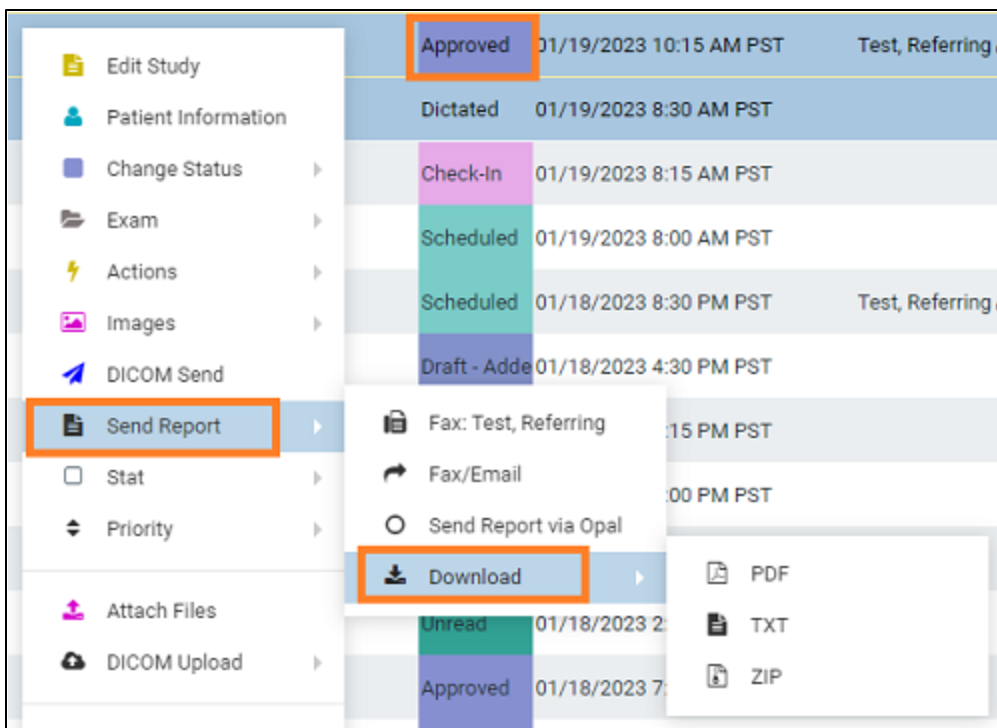 Edit Study
Patient Information
Change Status
Exam
Actions
Images
DICOM Send
Send Report
Stat
Priority
Attach Files
DICOM Upload
Fax: Test, Referring
Fax/Email
Send Report via Opal
Download
PDF
TXT
ZIP
Approved 01/19/2023 10:15 AM PST Test, Referring
Dictated 01/19/2023 8:30 AM PST
Check-In 01/19/2023 8:15 AM PST
Scheduled 01/19/2023 8:00 AM PST
Scheduled 01/18/2023 8:30 PM PST Test, Referring
Draft - Adde 01/18/2023 4:30 PM PST
:15 PM PST
:00 PM PST
Unread 01/18/2023 2:
Approved 01/18/2023 7: